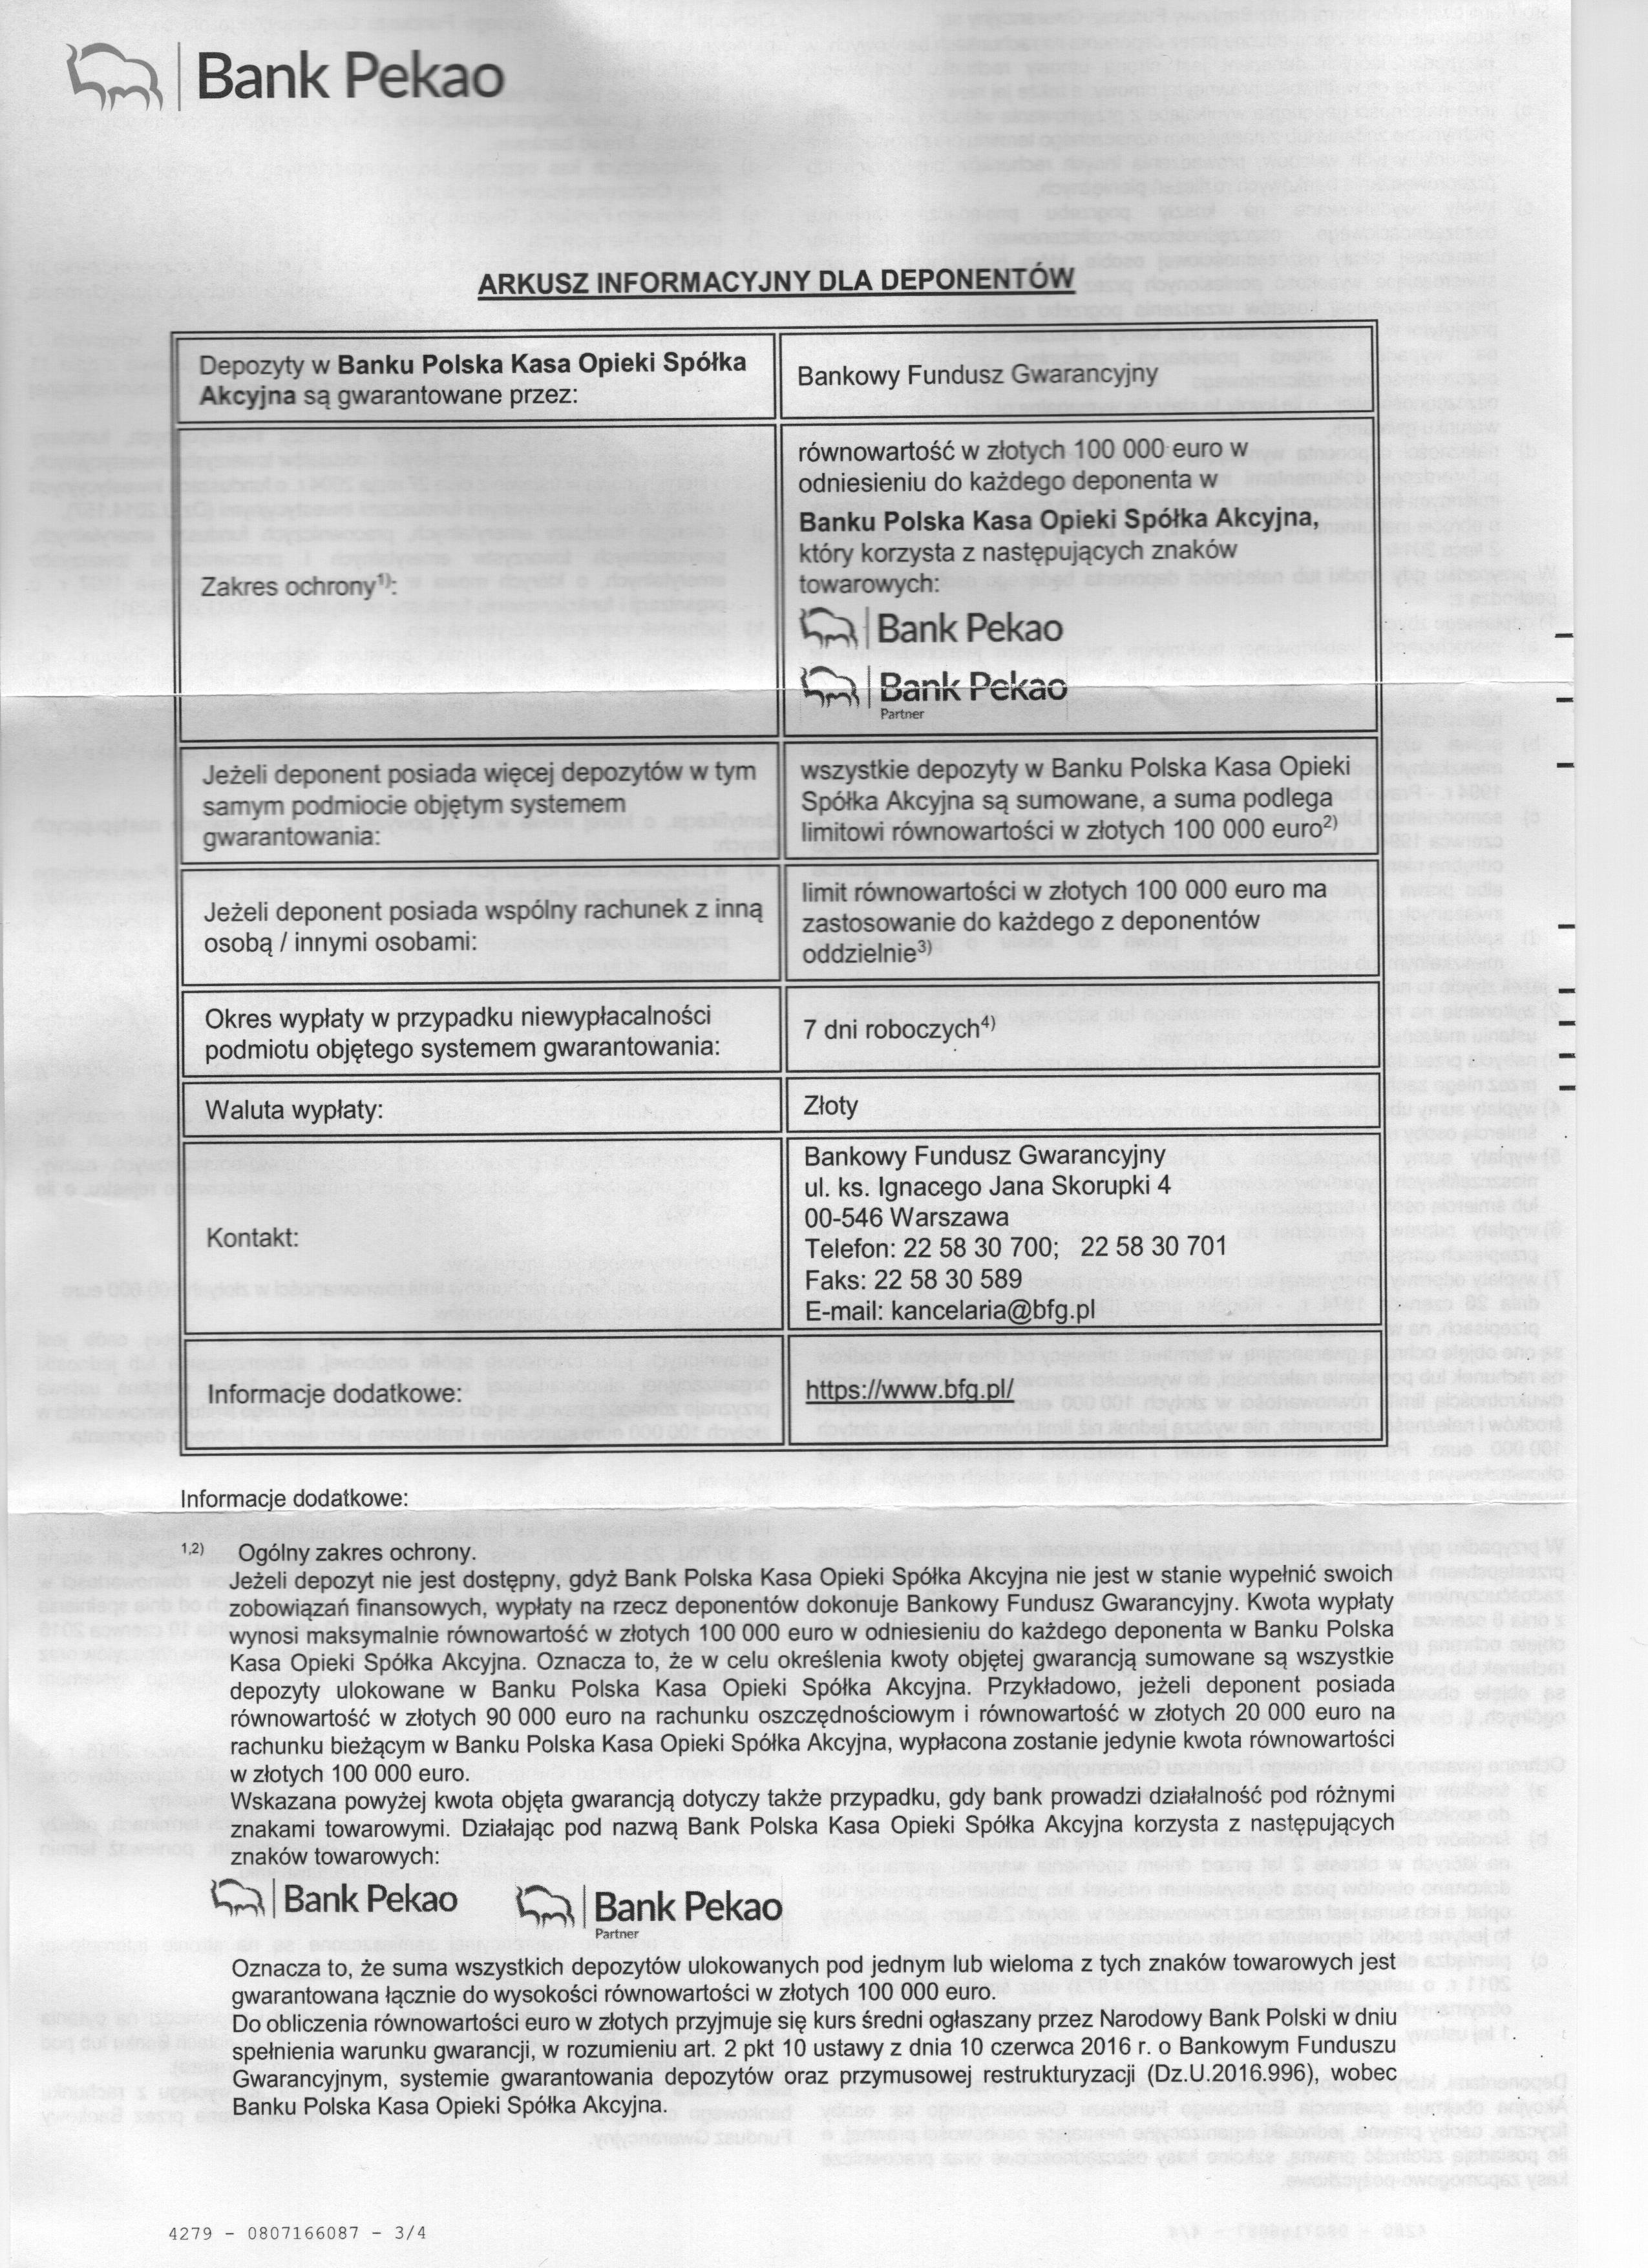 Bank Pekao
ARKUSZ INFORMACYJNY DLA DEPONENTÓW
Depozyty w Banku Polska Kasa Opieki Spółka
Akcyjna są gwarantowane przez:
Bankowy Fundusz Gwarancyjny
Zakres ochrony¹⁾:
równowartość w złotych 100 000 euro w
odniesieniu do każdego deponenta w
Banku Polska Kasa Opieki Spółka Akcyjna,
który korzysta z następujących znaków
towarowych:
Bank Pekao
Bank Pekao
Partner
Jeżeli deponent posiada więcej depozytów w tym
samym podmiocie objętym systemem
gwarantowania:
wszystkie depozyty w Banku Polska Kasa Opieki
Spółka Akcyjna są sumowane, a suma podlega
limitowi równowartości w złotych 100 000 euro²⁾
Jeżeli deponent posiada wspólny rachunek z inną
osobą / innymi osobami:
limit równowartości w złotych 100 000 euro ma
zastosowanie do każdego z deponentów
oddzielnie³⁾
Okres wypłaty w przypadku niewypłacalności
podmiotu objętego systemem gwarantowania:
7 dni roboczych⁴⁾
Waluta wypłaty:
Złoty
Kontakt:
Bankowy Fundusz Gwarancyjny
ul. ks. Ignacego Jana Skorupki 4
00-546 Warszawa
Telefon: 22 58 30 700; 22 58 30 701
Faks: 22 58 30 589
E-mail: kancelaria@bfg.pl
Informacje dodatkowe:
https://www.bfg.pl/
Informacje dodatkowe:
¹,²⁾ Ogólny zakres ochrony.
Jeżeli depozyt nie jest dostępny, gdyż Bank Polska Kasa Opieki Spółka Akcyjna nie jest w stanie wypełnić swoich
zobowiązań finansowych, wypłaty na rzecz deponentów dokonuje Bankowy Fundusz Gwarancyjny. Kwota wypłaty
wynosi maksymalnie równowartość w złotych 100 000 euro w odniesieniu do każdego deponenta w Banku Polska
Kasa Opieki Spółka Akcyjna. Oznacza to, że w celu określenia kwoty objętej gwarancją sumowane są wszystkie
depozyty ulokowane w Banku Polska Kasa Opieki Spółka Akcyjna. Przykładowo, jeżeli deponent posiada
równowartość w złotych 90 000 euro na rachunku oszczędnościowym i równowartość w złotych 20 000 euro na
rachunku bieżącym w Banku Polska Kasa Opieki Spółka Akcyjna, wypłacona zostanie jedynie kwota równowartości
w złotych 100 000 euro.
Wskazana powyżej kwota objęta gwarancją dotyczy także przypadku, gdy bank prowadzi działalność pod różnymi
znakami towarowymi. Działając pod nazwą Bank Polska Kasa Opieki Spółka Akcyjna korzysta z następujących
znaków towarowych:
Bank Pekao Bank Pekao
Partner
Oznacza to, że suma wszystkich depozytów ulokowanych pod jednym lub wieloma z tych znaków towarowych jest
gwarantowana łącznie do wysokości równowartości w złotych 100 000 euro.
Do obliczenia równowartości euro w złotych przyjmuje się kurs średni ogłaszany przez Narodowy Bank Polski w dniu
spełnienia warunku gwarancji, w rozumieniu art. 2 pkt 10 ustawy z dnia 10 czerwca 2016 r. o Bankowym Funduszu
Gwarancyjnym, systemie gwarantowania depozytów oraz przymusowej restrukturyzacji (Dz.U.2016.996), wobec
Banku Polska Kasa Opieki Spółka Akcyjna.
4279 - 0807166087 - 3/4